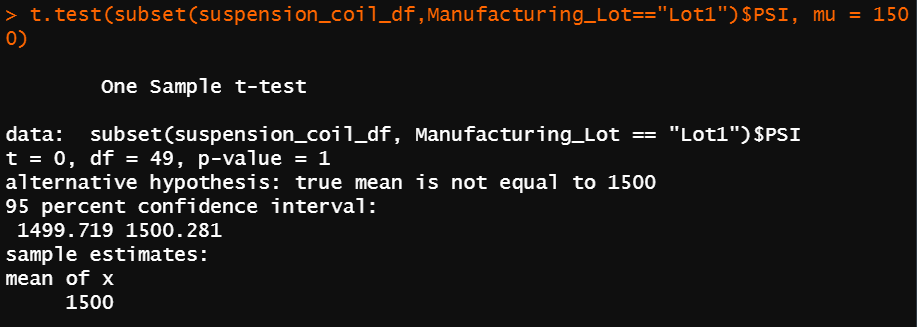 > t.test(subset(suspension_coil_df,Manufacturing_Lot=="Lot1")$PSI, mu = 150
0)
One Sample t-test
data:  subset(suspension_coil_df, Manufacturing_Lot == "Lot1")$PSI
t = 0, df = 49, p-value = 1
alternative hypothesis: true mean is not equal to 1500
95 percent confidence interval:
1499.719 1500.281
sample estimates:
mean of x
1500